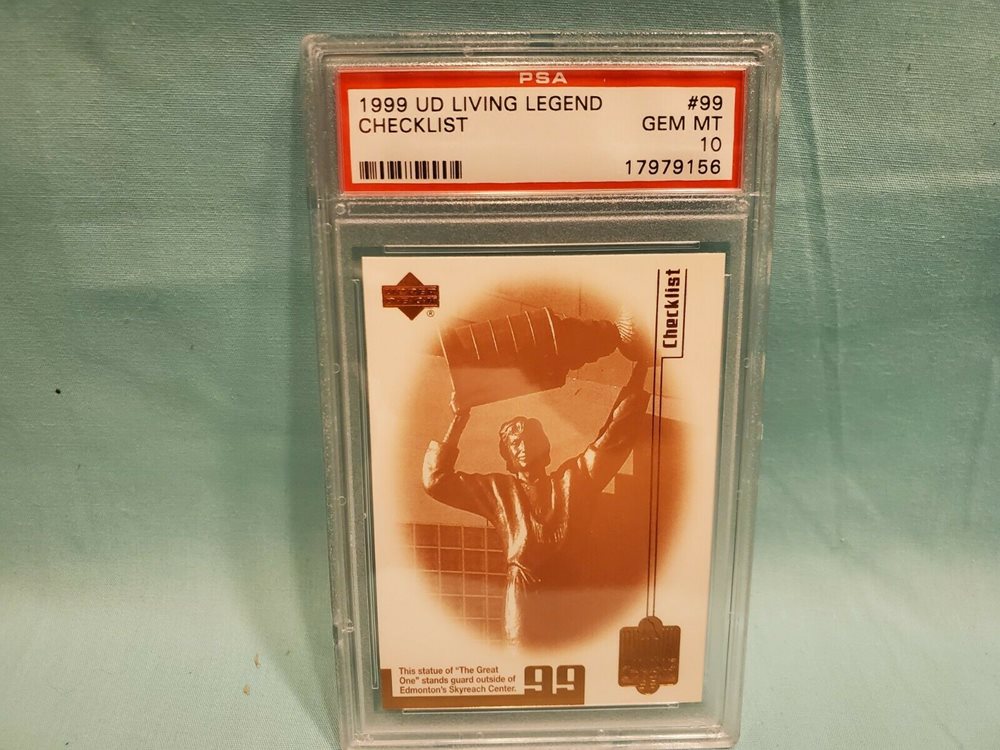 PSA
1999 UD LIVING LEGEND #99
CHECKLIST GEM MT
10
17979156
®
Checklist
This statue of "The Great
One" stands guard outside of
Edmonton's Skyreach Center.
99